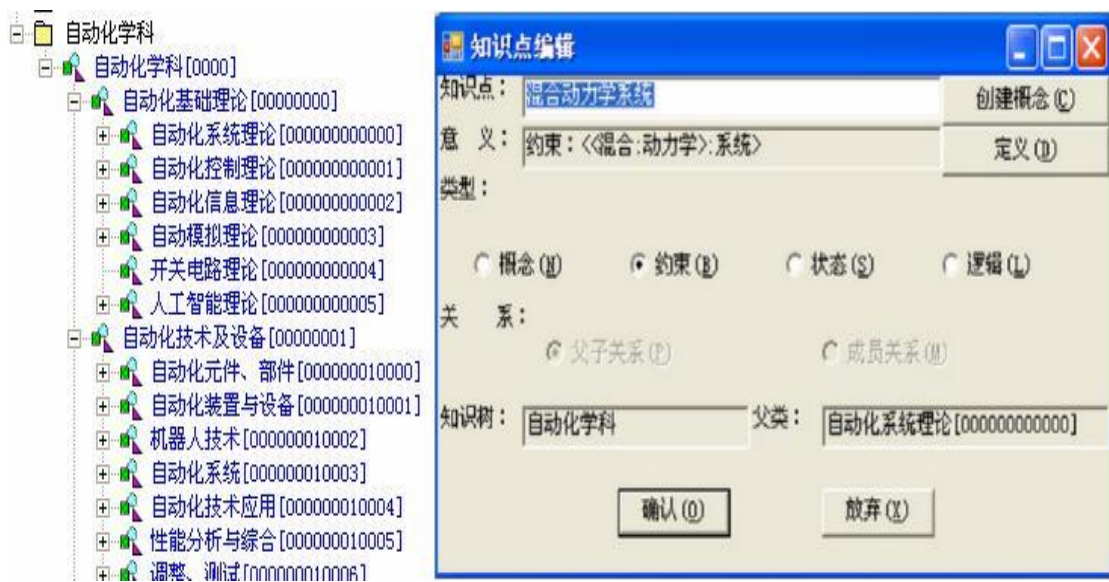 自动化学科
自动化学科[0000]
自动化基础理论[00000000]
自动化系统理论[000000000000]
自动化控制理论[000000000001]
自动化信息理论[000000000002]
自动模拟理论[000000000003]
开关电路理论[000000000004]
人工智能理论[000000000005]
自动化技术及设备[00000001]
自动化元件、部件[000000010000]
自动化装置与设备[000000010001]
机器人技术[000000010002]
自动化系统[000000010003]
自动化技术应用[000000010004]
性能分析与综合[000000010005]
调整、测试[000000010006]
知识点编辑
知识点： 混合动力学系统 创建概念(C)
意 义： 约束：<<混合:动力学>:系统> 定义(D)
类型：
概念(N) 约束(B) 状态(S) 逻辑(L)
关 系：
父子关系(P) 成员关系(M)
知识树： 自动化学科 父类： 自动化系统理论[000000000000]
确认(O) 放弃(X)